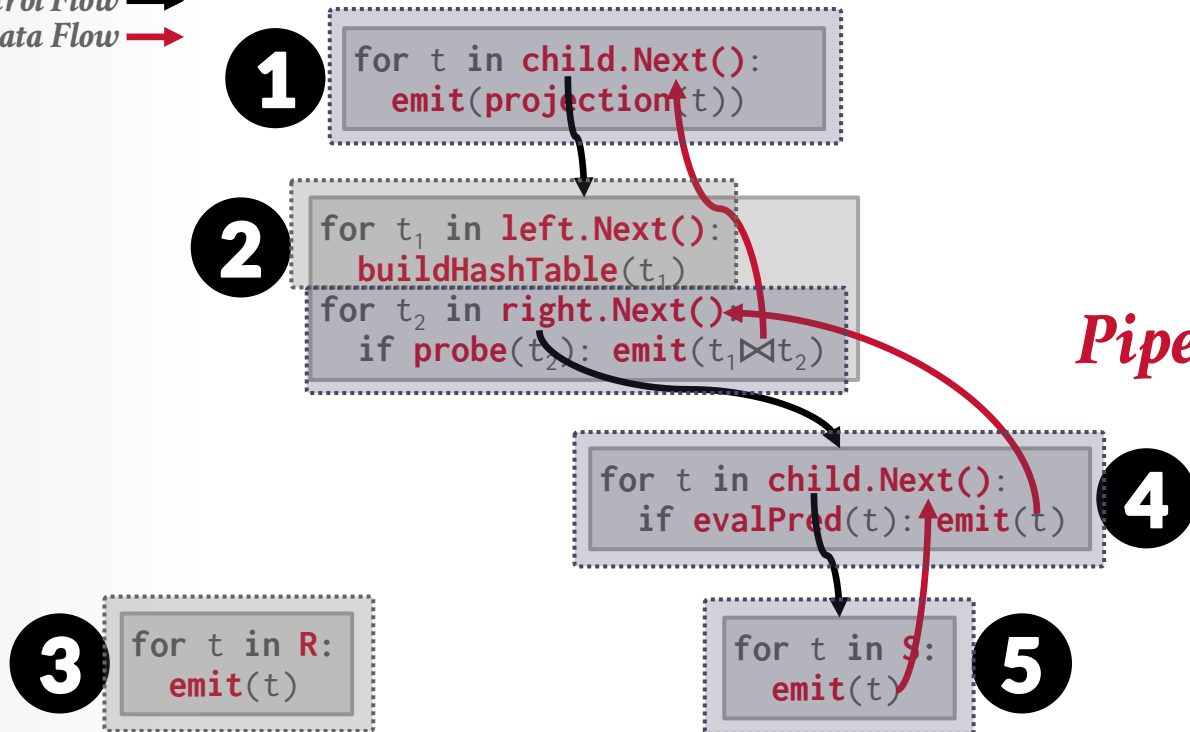 rol Flow
ata Flow
1
for t in child.Next():
emit(projection(t))
2
for t₁ in left.Next():
buildHashTable(t₁)
for t₂ in right.Next():
if probe(t₂): emit(t₁⨝t₂)
Pipe
for t in child.Next():
if evalPred(t): emit(t)
4
3
for t in R:
emit(t)
for t in S:
emit(t)
5